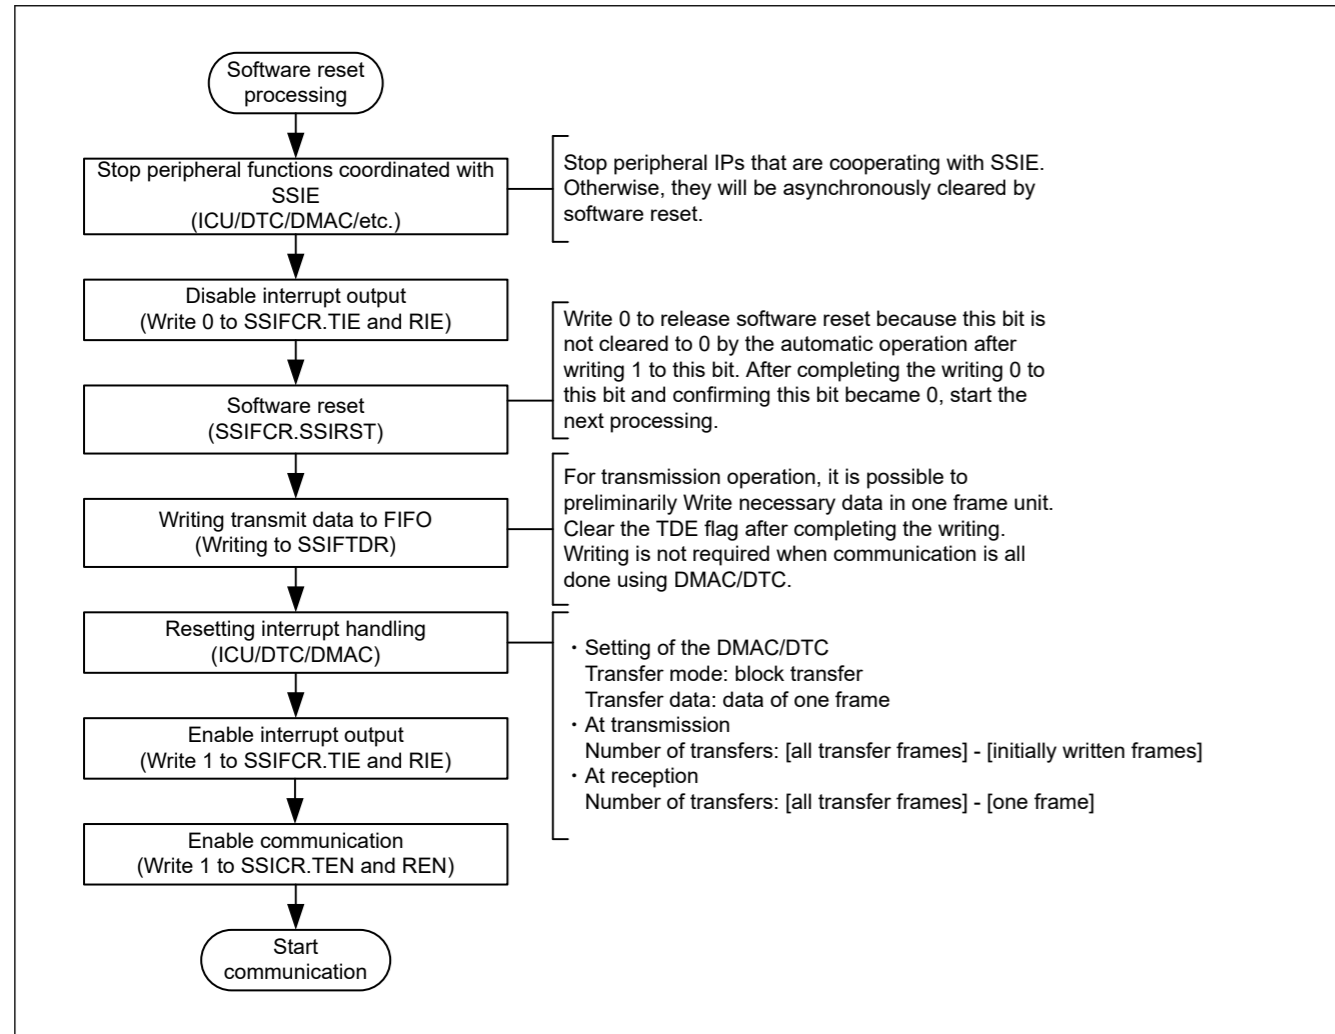 Software reset
processing
Stop peripheral functions coordinated with
SSIE
(ICU/DTC/DMAC/etc.)
Stop peripheral IPs that are cooperating with SSIE.
Otherwise, they will be asynchronously cleared by
software reset.
Disable interrupt output
(Write 0 to SSIFCR.TIE and RIE)
Software reset
(SSIFCR.SSIRST)
Write 0 to release software reset because this bit is
not cleared to 0 by the automatic operation after
writing 1 to this bit. After completing the writing 0 to
this bit and confirming this bit became 0, start the
next processing.
Writing transmit data to FIFO
(Writing to SSIFTDR)
For transmission operation, it is possible to
preliminarily Write necessary data in one frame unit.
Clear the TDE flag after completing the writing.
Writing is not required when communication is all
done using DMAC/DTC.
Resetting interrupt handling
(ICU/DTC/DMAC)
・Setting of the DMAC/DTC
Transfer mode: block transfer
Transfer data: data of one frame
・At transmission
Number of transfers: [all transfer frames] - [initially written frames]
・At reception
Number of transfers: [all transfer frames] - [one frame]
Enable interrupt output
(Write 1 to SSIFCR.TIE and RIE)
Enable communication
(Write 1 to SSICR.TEN and REN)
Start
communication